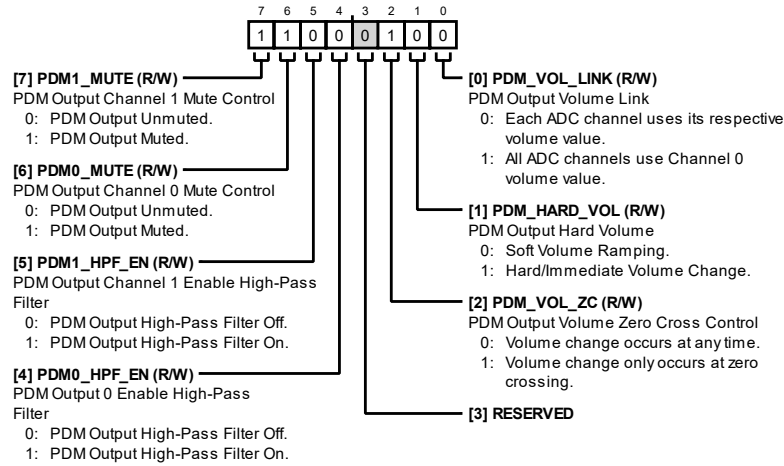 7 6 5 4 3 2 1 0
1 1 0 0 0 1 0 0
[7] PDM1_MUTE (R/W)
PDM Output Channel 1 Mute Control
0: PDM Output Unmuted.
1: PDM Output Muted.
[6] PDM0_MUTE (R/W)
PDM Output Channel 0 Mute Control
0: PDM Output Unmuted.
1: PDM Output Muted.
[5] PDM1_HPF_EN (R/W)
PDM Output Channel 1 Enable High-Pass
Filter
0: PDM Output High-Pass Filter Off.
1: PDM Output High-Pass Filter On.
[4] PDM0_HPF_EN (R/W)
PDM Output 0 Enable High-Pass
Filter
0: PDM Output High-Pass Filter Off.
1: PDM Output High-Pass Filter On.
[0] PDM_VOL_LINK (R/W)
PDM Output Volume Link
0: Each ADC channel uses its respective
volume value.
1: All ADC channels use Channel 0
volume value.
[1] PDM_HARD_VOL (R/W)
PDM Output Hard Volume
0: Soft Volume Ramping.
1: Hard/Immediate Volume Change.
[2] PDM_VOL_ZC (R/W)
PDM Output Volume Zero Cross Control
0: Volume change occurs at any time.
1: Volume change only occurs at zero
crossing.
[3] RESERVED